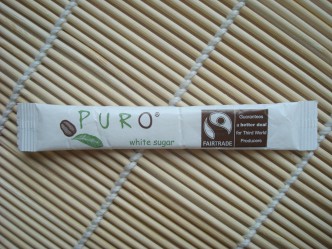 PURO®
white sugar
FAIRTRADE
Guarantees
a better deal
for Third World
Producers